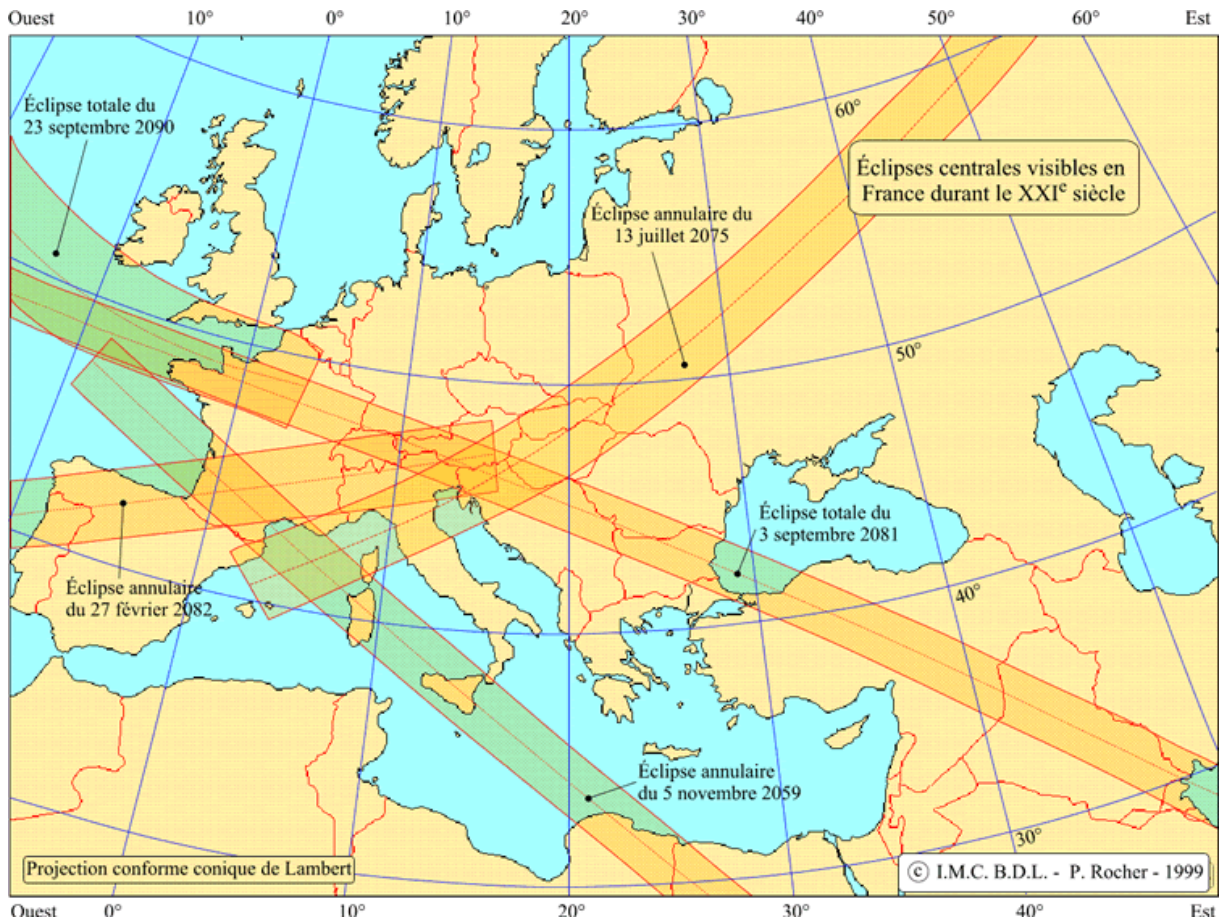 Ouest 10° 0° 10° 20° 30° 40° 50° 60° Est
Éclipse totale du
23 septembre 2090
60°
Éclipses centrales visibles en
France durant le XXIe siècle
Éclipse annulaire du
13 juillet 2075
50°
Éclipse totale du
3 septembre 2081
Éclipse annulaire
du 27 février 2082
40°
Éclipse annulaire
du 5 novembre 2059
30°
Projection conforme conique de Lambert
© I.M.C. B.D.L. - P. Rocher - 1999
Ouest 0° 10° 20° 30° 40° Est